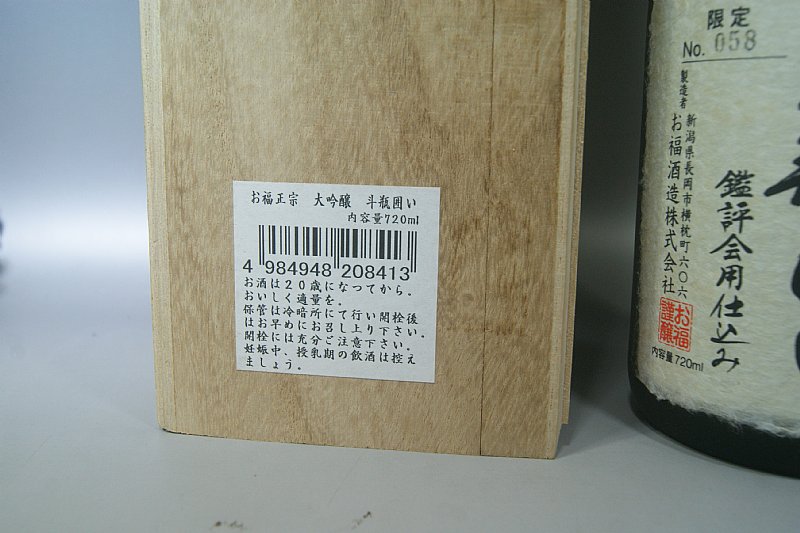 お福正宗 大吟醸 斗瓶囲い
内容量720ml
4 984948 208413
お酒は20歳になってから。
おいしく適量を。
保管は冷暗所にて行い開栓後
はお早めにお召し上り下さい。
開栓には充分ご注意下さい。
妊娠中、授乳期の飲酒は控え
ましょう。
限定
No. 058
鑑評会用仕込み
製造者
新潟県長岡市横枕町六〇六
お福酒造株式会社
お福
謹醸
内容量720ml